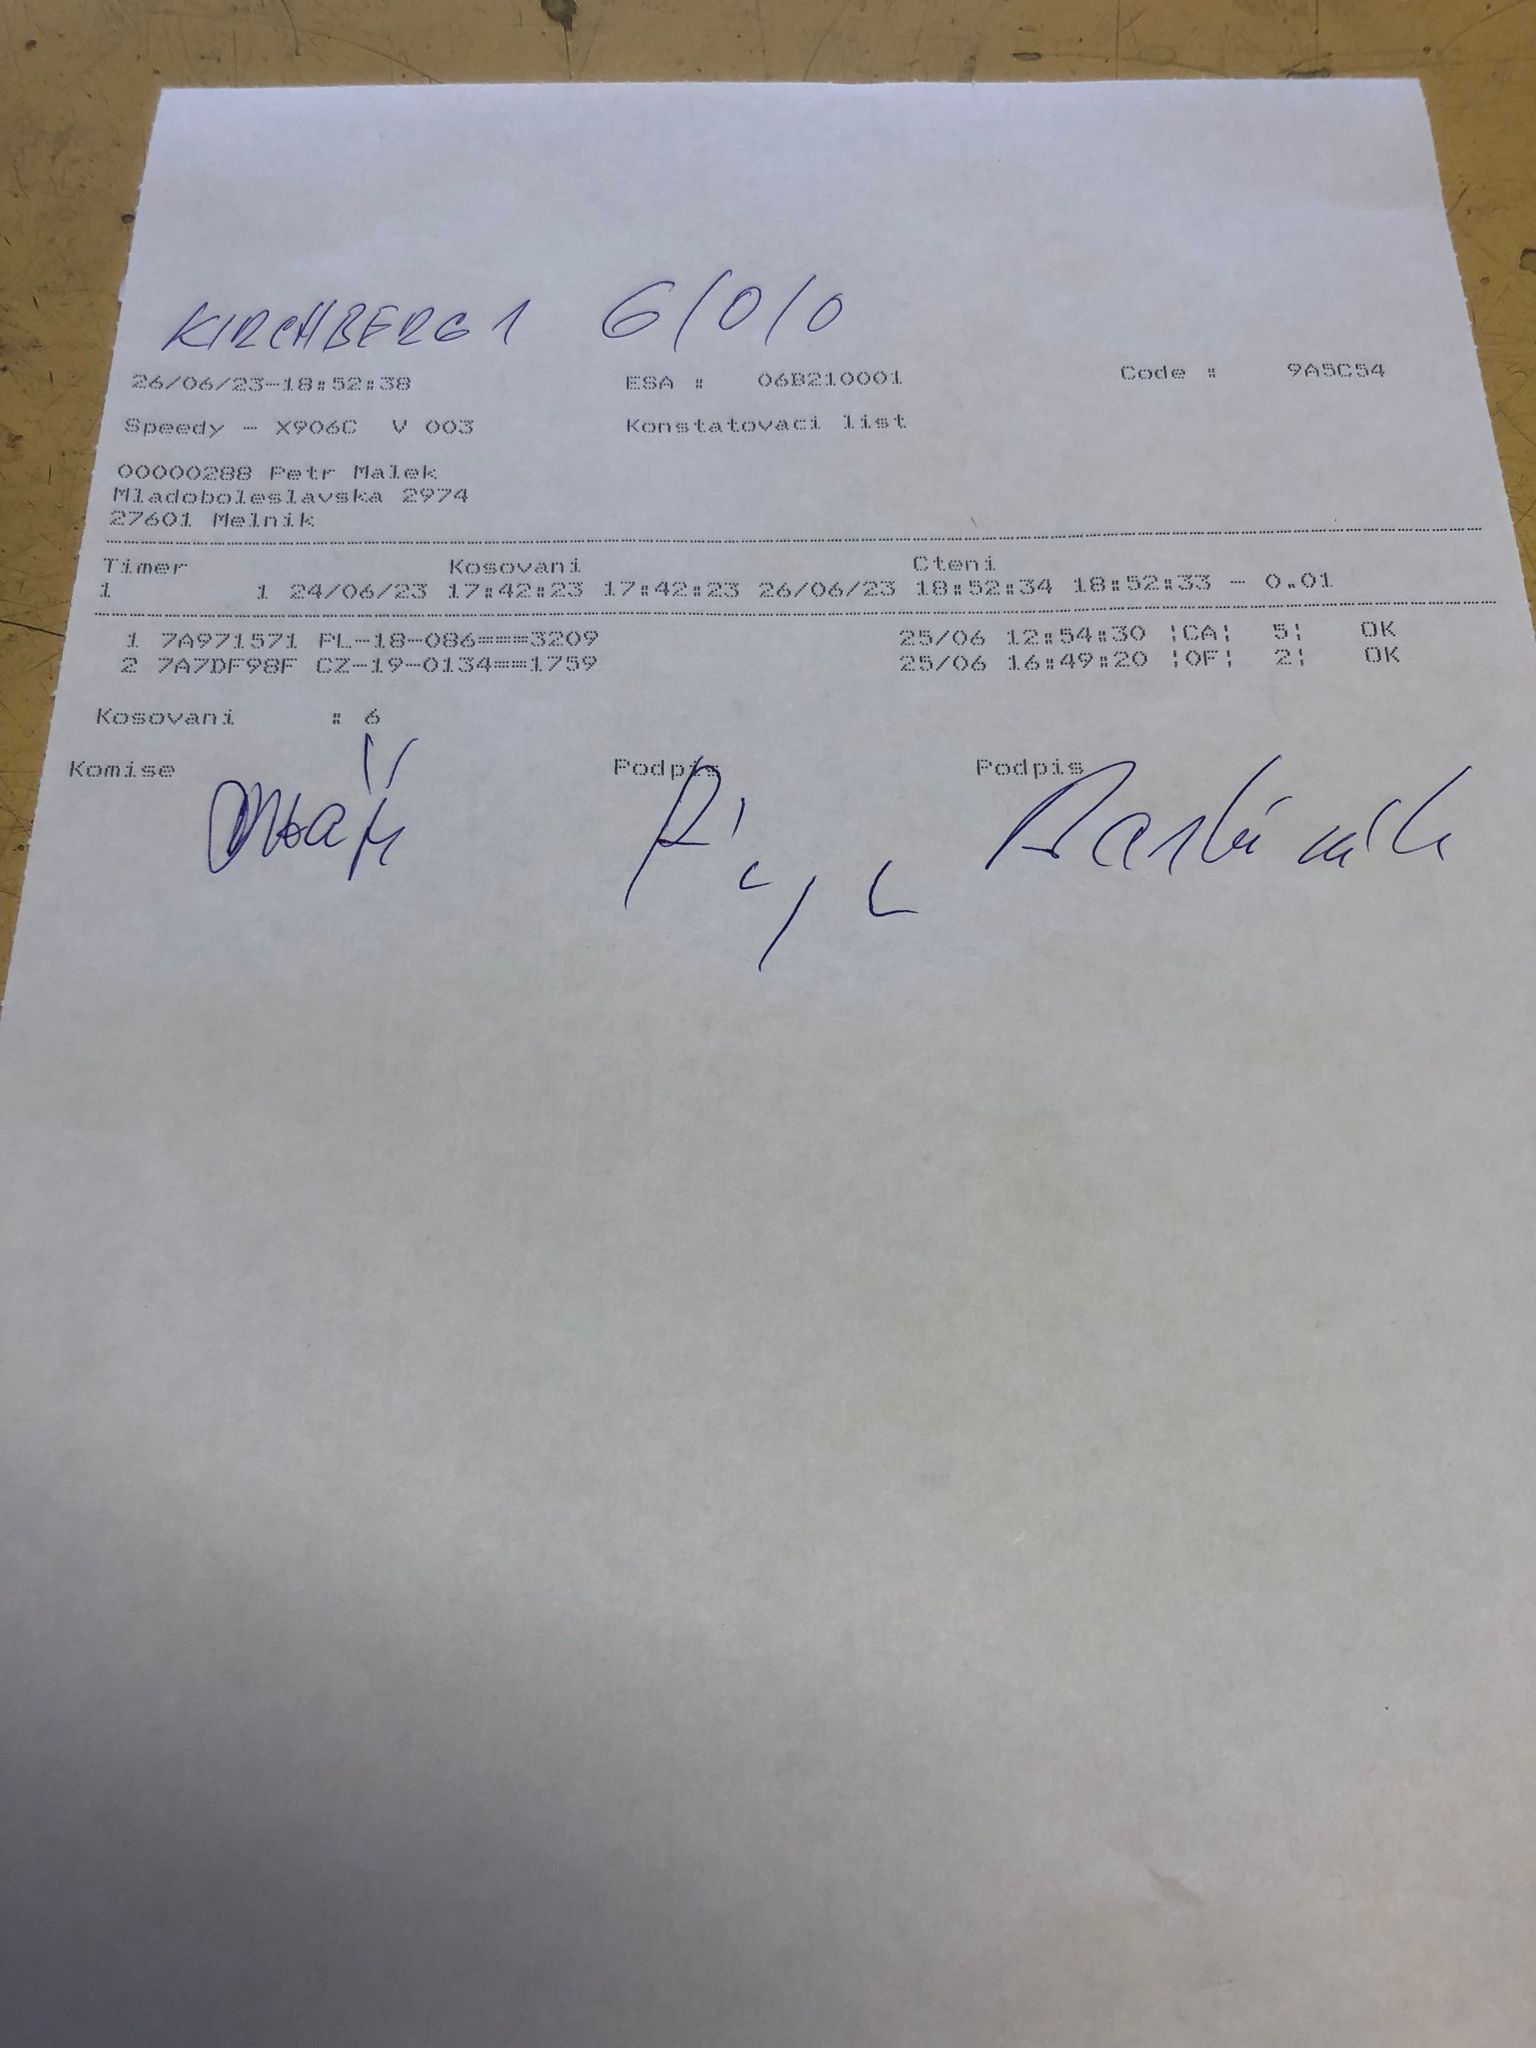 KIRCHBERG 1 6/0/0
26/06/23-18:52:38 ESA : 06B210001 Code : 9A5C54
Speedy - X906C V 003 Konstatovaci list
00000288 Petr Malek
Mladoboleslavska 2974
27601 Melnik
Timer Kosovani Cteni
1 1 24/06/23 17:42:23 17:42:23 26/06/23 18:52:34 18:52:33 - 0.01
1 7A971571 PL-18-086===3209 25/06 12:54:30 ¦CA¦ 5¦ OK
2 7A7DF98F CZ-19-0134==1759 25/06 16:49:20 ¦OF¦ 2¦ OK
Kosovani : 6
Komise Podpis Podpis